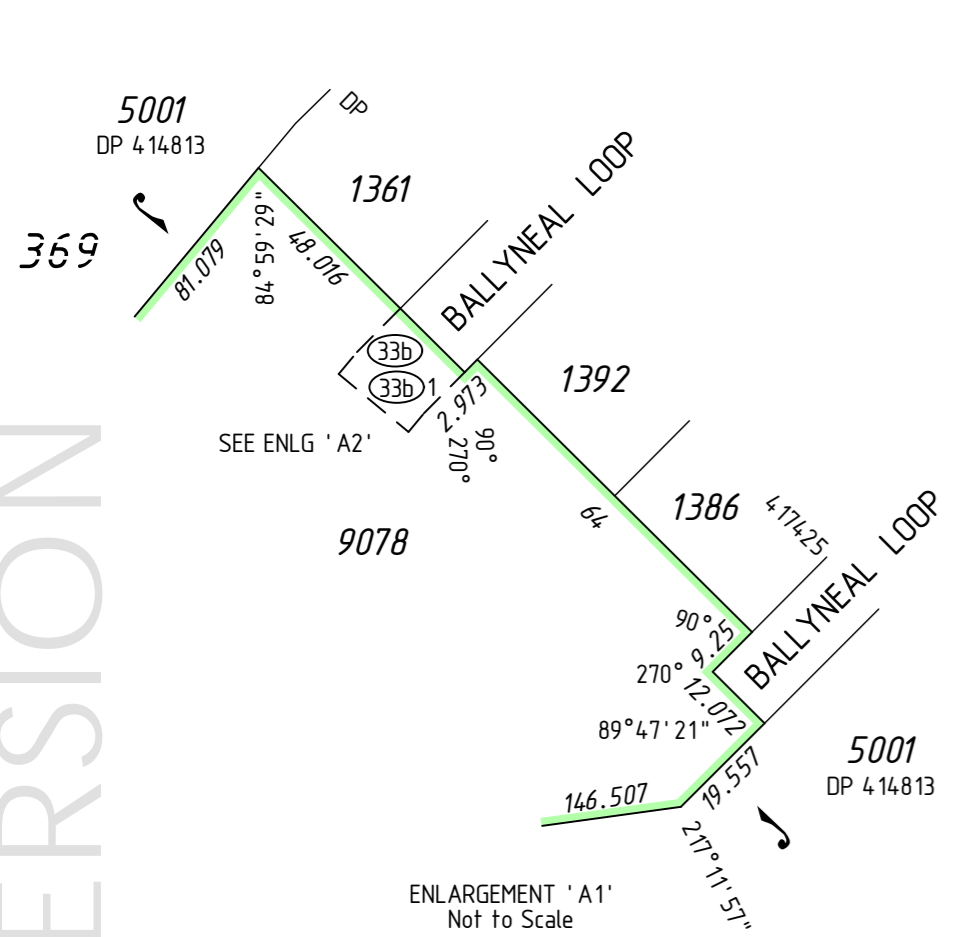 5001
DP 414813
DP
1361
BALLYNEAL LOOP
369
81.079
84°59'29"
48.016
33b
33b 1
2.973
90°
270°
1392
SEE ENLG 'A2'
9078
64
1386
417425
BALLYNEAL LOOP
90°
9.25
270°
12.072
89°47'21"
19.557
5001
DP 414813
146.507
217°11'57"
ENLARGEMENT 'A1'
Not to Scale
ERSION